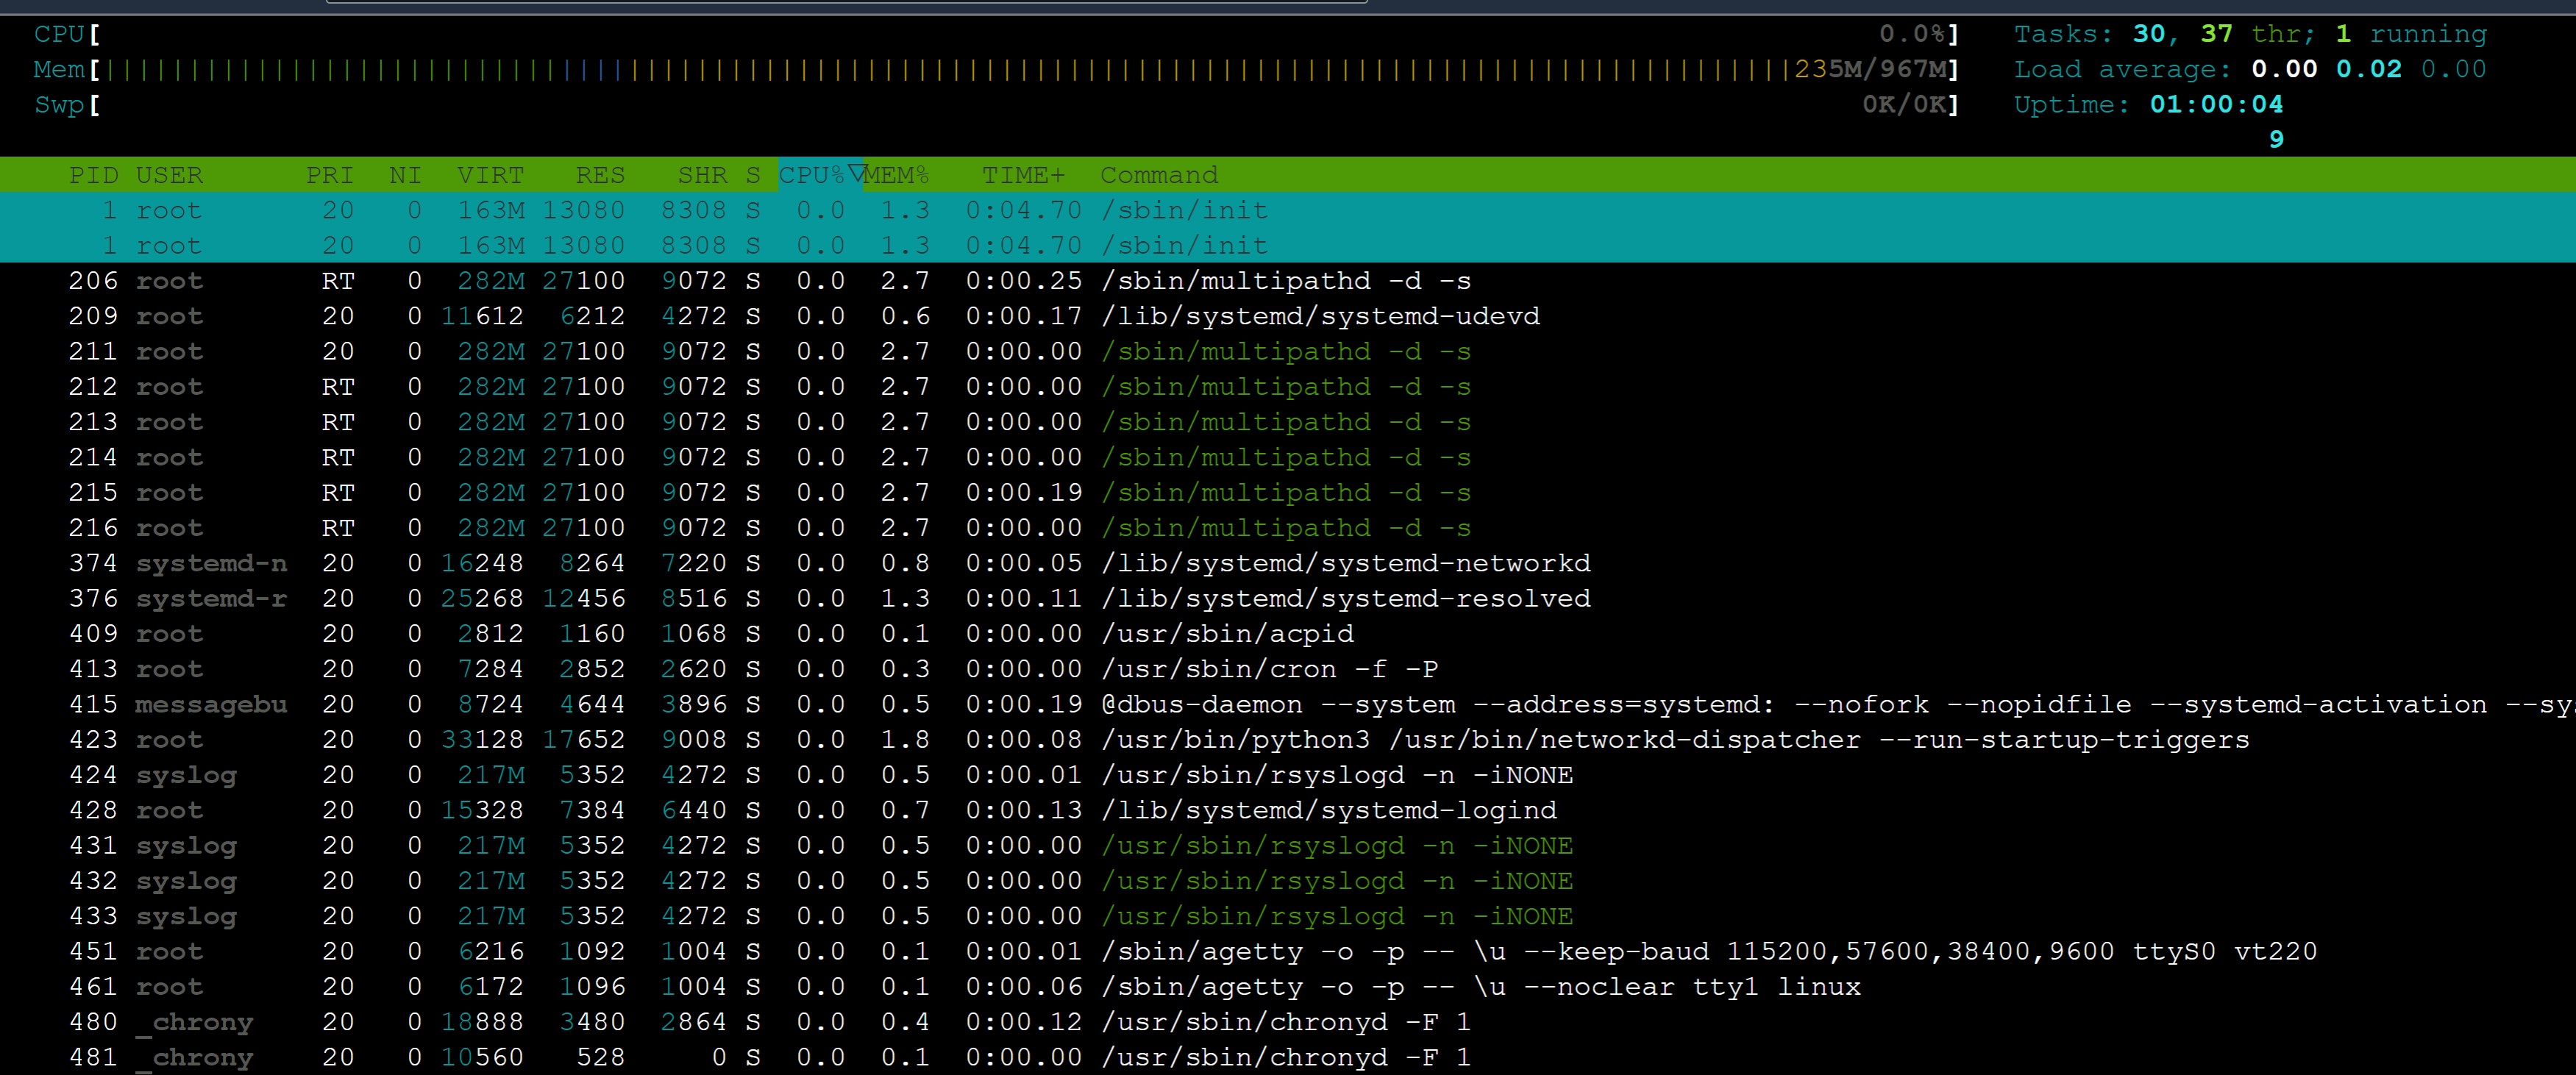 CPU[ 0.0%] Tasks: 30, 37 thr; 1 running
Mem[||||||||||||||||||||||||||||||||||||||||||||||||||||||||||||||||||||||||||||||||||||||||||||||||||||235M/967M] Load average: 0.00 0.02 0.00
Swp[ 0K/0K] Uptime: 01:00:04
9
PID USER PRI NI VIRT RES SHR S CPU%▽MEM% TIME+ Command
1 root 20 0 163M 13080 8308 S 0.0 1.3 0:04.70 /sbin/init
1 root 20 0 163M 13080 8308 S 0.0 1.3 0:04.70 /sbin/init
206 root RT 0 282M 27100 9072 S 0.0 2.7 0:00.25 /sbin/multipathd -d -s
209 root 20 0 11612 6212 4272 S 0.0 0.6 0:00.17 /lib/systemd/systemd-udevd
211 root 20 0 282M 27100 9072 S 0.0 2.7 0:00.00 /sbin/multipathd -d -s
212 root RT 0 282M 27100 9072 S 0.0 2.7 0:00.00 /sbin/multipathd -d -s
213 root RT 0 282M 27100 9072 S 0.0 2.7 0:00.00 /sbin/multipathd -d -s
214 root RT 0 282M 27100 9072 S 0.0 2.7 0:00.00 /sbin/multipathd -d -s
215 root RT 0 282M 27100 9072 S 0.0 2.7 0:00.19 /sbin/multipathd -d -s
216 root RT 0 282M 27100 9072 S 0.0 2.7 0:00.00 /sbin/multipathd -d -s
374 systemd-n 20 0 16248 8264 7220 S 0.0 0.8 0:00.05 /lib/systemd/systemd-networkd
376 systemd-r 20 0 25268 12456 8516 S 0.0 1.3 0:00.11 /lib/systemd/systemd-resolved
409 root 20 0 2812 1160 1068 S 0.0 0.1 0:00.00 /usr/sbin/acpid
413 root 20 0 7284 2852 2620 S 0.0 0.3 0:00.00 /usr/sbin/cron -f -P
415 messagebu 20 0 8724 4644 3896 S 0.0 0.5 0:00.19 @dbus-daemon --system --address=systemd: --nofork --nopidfile --systemd-activation --sy
423 root 20 0 33128 17652 9008 S 0.0 1.8 0:00.08 /usr/bin/python3 /usr/bin/networkd-dispatcher --run-startup-triggers
424 syslog 20 0 217M 5352 4272 S 0.0 0.5 0:00.01 /usr/sbin/rsyslogd -n -iNONE
428 root 20 0 15328 7384 6440 S 0.0 0.7 0:00.13 /lib/systemd/systemd-logind
431 syslog 20 0 217M 5352 4272 S 0.0 0.5 0:00.00 /usr/sbin/rsyslogd -n -iNONE
432 syslog 20 0 217M 5352 4272 S 0.0 0.5 0:00.00 /usr/sbin/rsyslogd -n -iNONE
433 syslog 20 0 217M 5352 4272 S 0.0 0.5 0:00.00 /usr/sbin/rsyslogd -n -iNONE
451 root 20 0 6216 1092 1004 S 0.0 0.1 0:00.01 /sbin/agetty -o -p -- \u --keep-baud 115200,57600,38400,9600 ttyS0 vt220
461 root 20 0 6172 1096 1004 S 0.0 0.1 0:00.06 /sbin/agetty -o -p -- \u --noclear tty1 linux
480 _chrony 20 0 18888 3480 2864 S 0.0 0.4 0:00.12 /usr/sbin/chronyd -F 1
481 _chrony 20 0 10560 528 0 S 0.0 0.1 0:00.00 /usr/sbin/chronyd -F 1